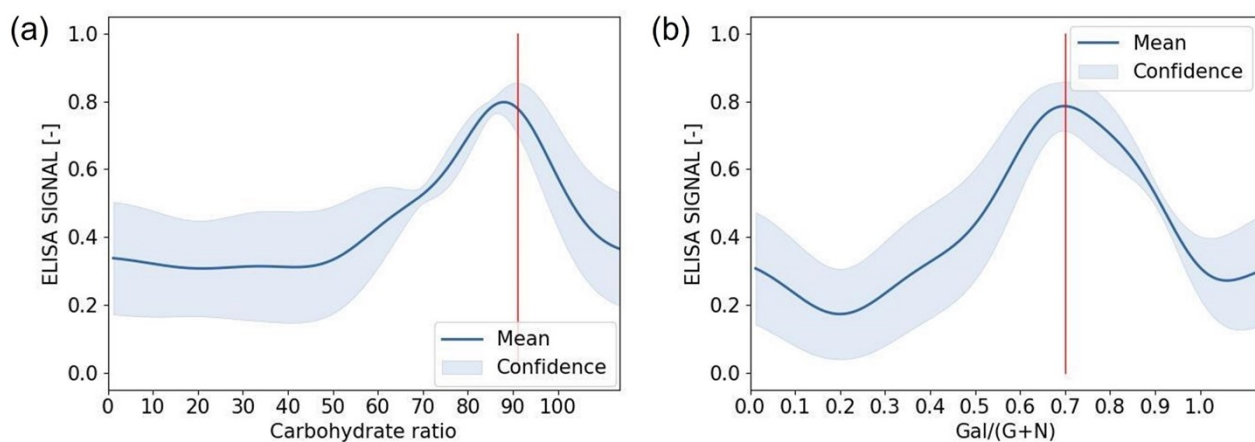 (a)
1.0
0.8
0.6
0.4
0.2
0.0
ELISA SIGNAL [-]
Mean
Confidence
0 10 20 30 40 50 60 70 80 90 100
Carbohydrate ratio
(b)
1.0
0.8
0.6
0.4
0.2
0.0
ELISA SIGNAL [-]
Mean
Confidence
0.0 0.1 0.2 0.3 0.4 0.5 0.6 0.7 0.8 0.9 1.0
Gal/(G+N)